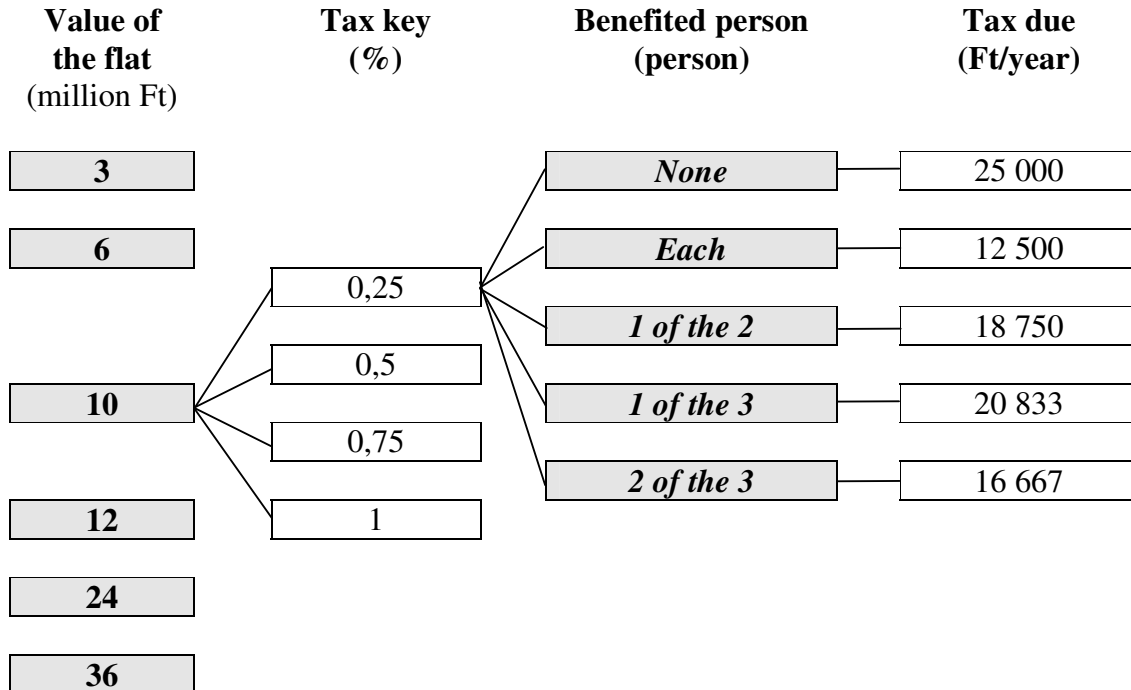 Value of the flat (million Ft)
Tax key (%)
Benefited person (person)
Tax due (Ft/year)
3
None
25 000
6
Each
12 500
0,25
1 of the 2
18 750
0,5
10
1 of the 3
20 833
0,75
2 of the 3
16 667
12
1
24
36